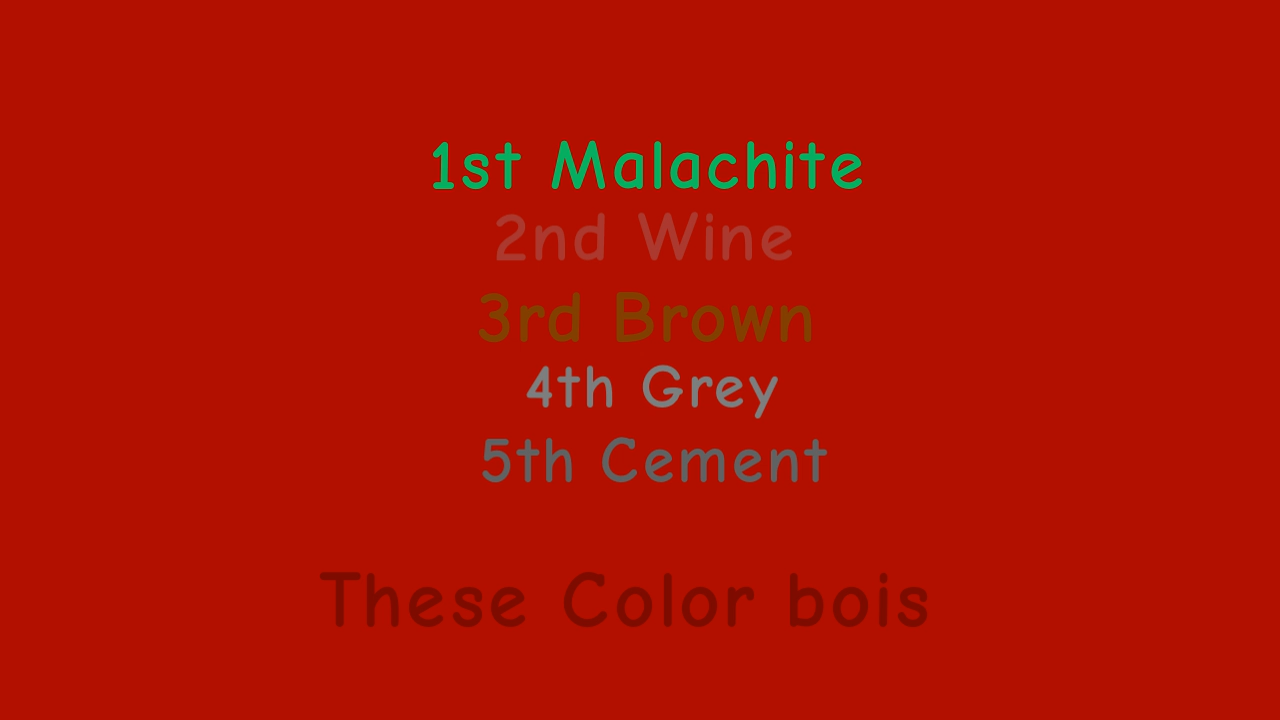 1st Malachite
2nd Wine
3rd Brown
4th Grey
5th Cement
These Color bois